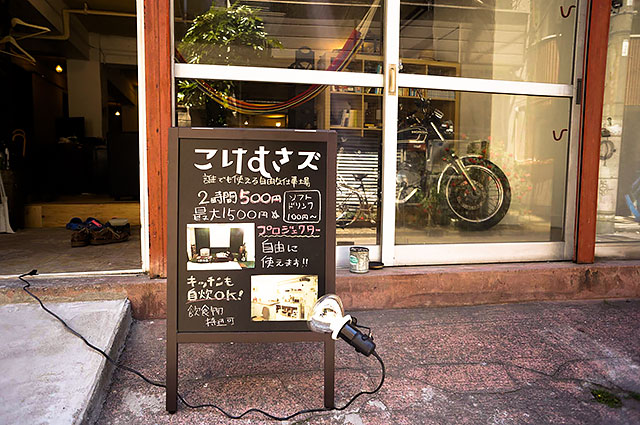 こけむさズ
誰でも使える自由な仕事場
2時間500円
最大1500円
ソフト
ドリンク
100円〜
プロジェクター
自由に
使えます!!
キッチンも
自炊OK!
飲食物
持込可